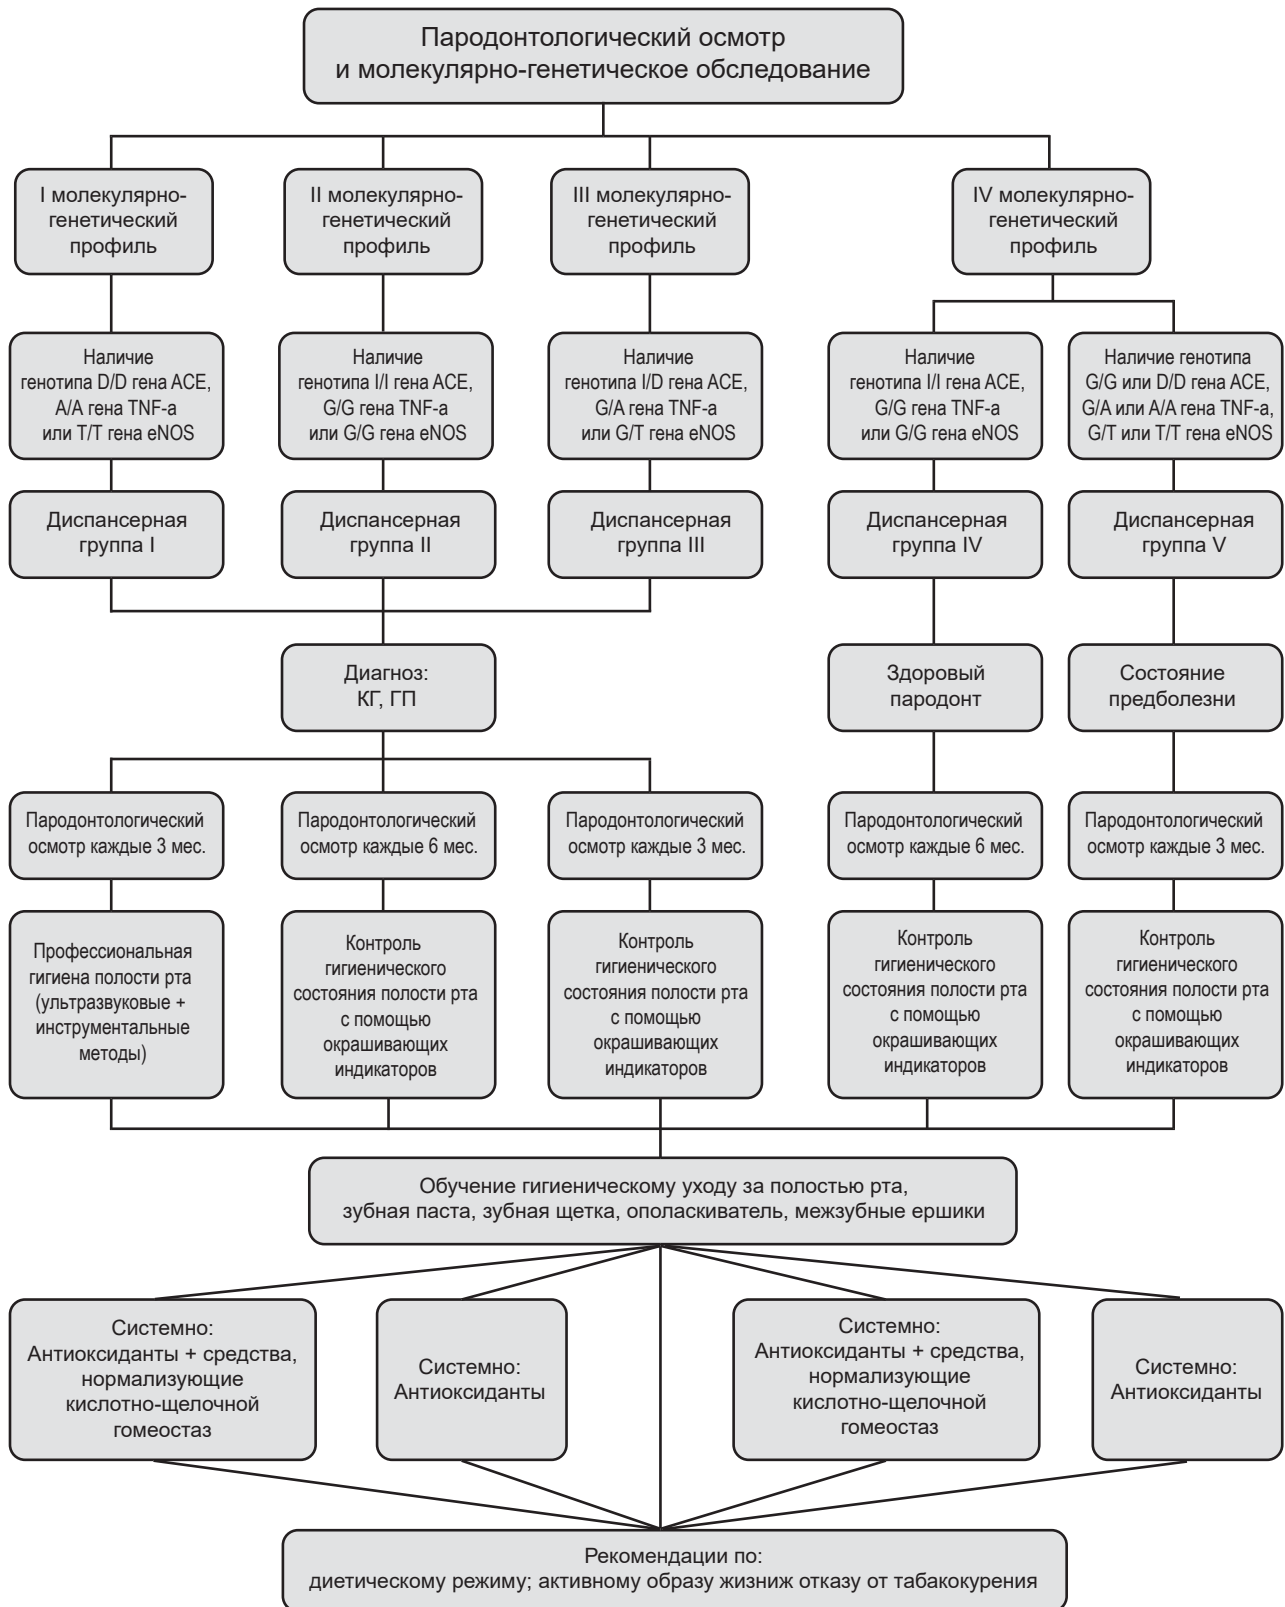 Пародонтологический осмотр
и молекулярно-генетическое обследование
I молекулярно-
генетический
профиль
II молекулярно-
генетический
профиль
III молекулярно-
генетический
профиль
IV молекулярно-
генетический
профиль
Наличие
генотипа D/D гена ACE,
A/A гена TNF-a
или T/T гена eNOS
Наличие
генотипа I/I гена ACE,
G/G гена TNF-a
или G/G гена eNOS
Наличие
генотипа I/D гена ACE,
G/A гена TNF-a
или G/T гена eNOS
Наличие
генотипа I/I гена ACE,
G/G гена TNF-a
или G/G гена eNOS
Наличие генотипа
G/G или D/D гена ACE,
G/A или A/A гена TNF-a,
G/T или T/T гена eNOS
Диспансерная
группа I
Диспансерная
группа II
Диспансерная
группа III
Диспансерная
группа IV
Диспансерная
группа V
Диагноз:
КГ, ГП
Здоровый
пародонт
Состояние
предболезни
Пародонтологический
осмотр каждые 3 мес.
Пародонтологический
осмотр каждые 6 мес.
Пародонтологический
осмотр каждые 3 мес.
Пародонтологический
осмотр каждые 6 мес.
Пародонтологический
осмотр каждые 3 мес.
Профессиональная
гигиена полости рта
(ультразвуковые +
инструментальные
методы)
Контроль
гигиенического
состояния полости рта
с помощью
окрашивающих
индикаторов
Контроль
гигиенического
состояния полости рта
с помощью
окрашивающих
индикаторов
Контроль
гигиенического
состояния полости рта
с помощью
окрашивающих
индикаторов
Контроль
гигиенического
состояния полости рта
с помощью
окрашивающих
индикаторов
Обучение гигиеническому уходу за полостью рта,
зубная паста, зубная щетка, ополаскиватель, межзубные ершики
Системно:
Антиоксиданты + средства,
нормализующие
кислотно-щелочной
гомеостаз
Системно:
Антиоксиданты
Системно:
Антиоксиданты + средства,
нормализующие
кислотно-щелочной
гомеостаз
Системно:
Антиоксиданты
Рекомендации по:
диетическому режиму; активному образу жизниж отказу от табакокурения